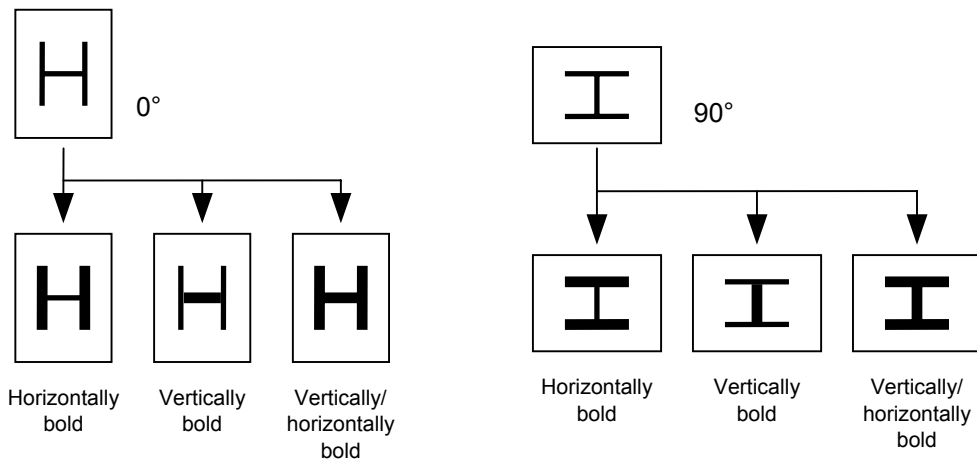 H
0°
H
H
H
Horizontally
bold
Vertically
bold
Vertically/
horizontally
bold
H
90°
H
H
H
Horizontally
bold
Vertically
bold
Vertically/
horizontally
bold